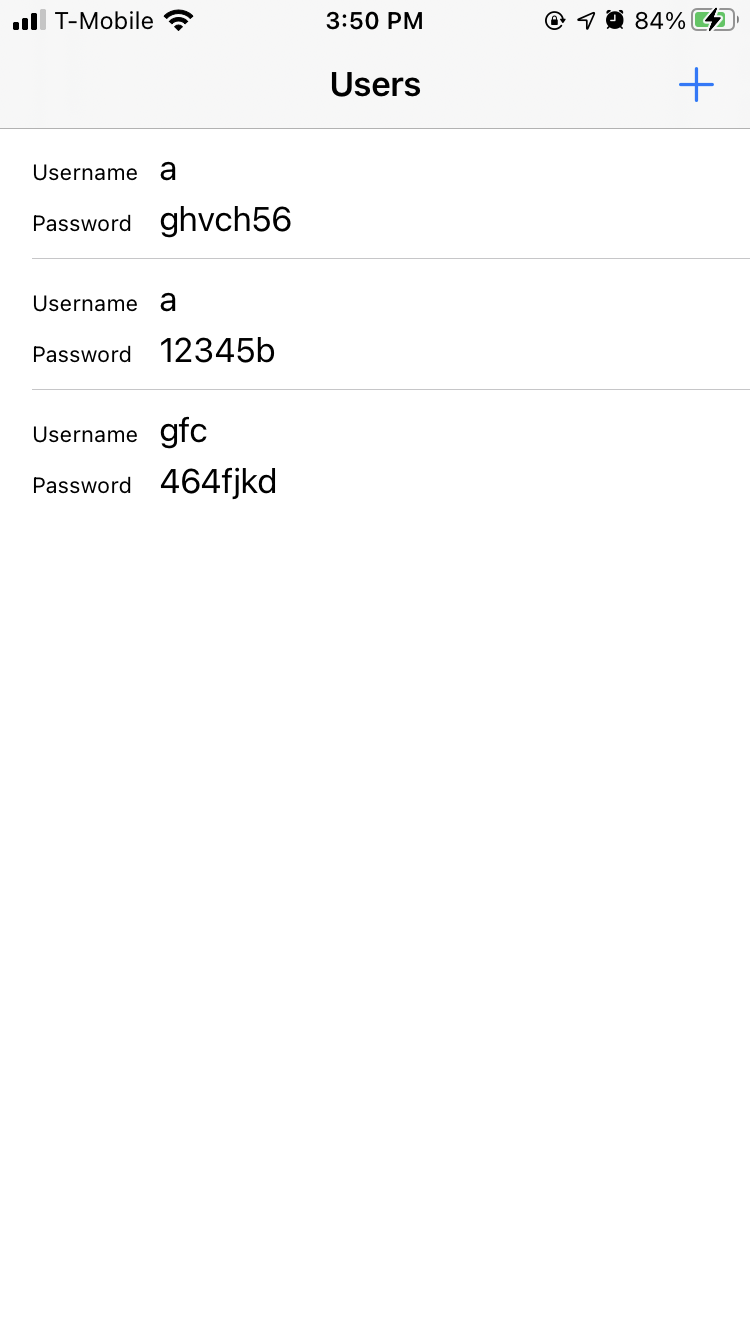 T-Mobile 3:50 PM 84%
Users
Username a
Password ghvch56
Username a
Password 12345b
Username gfc
Password 464fjkd